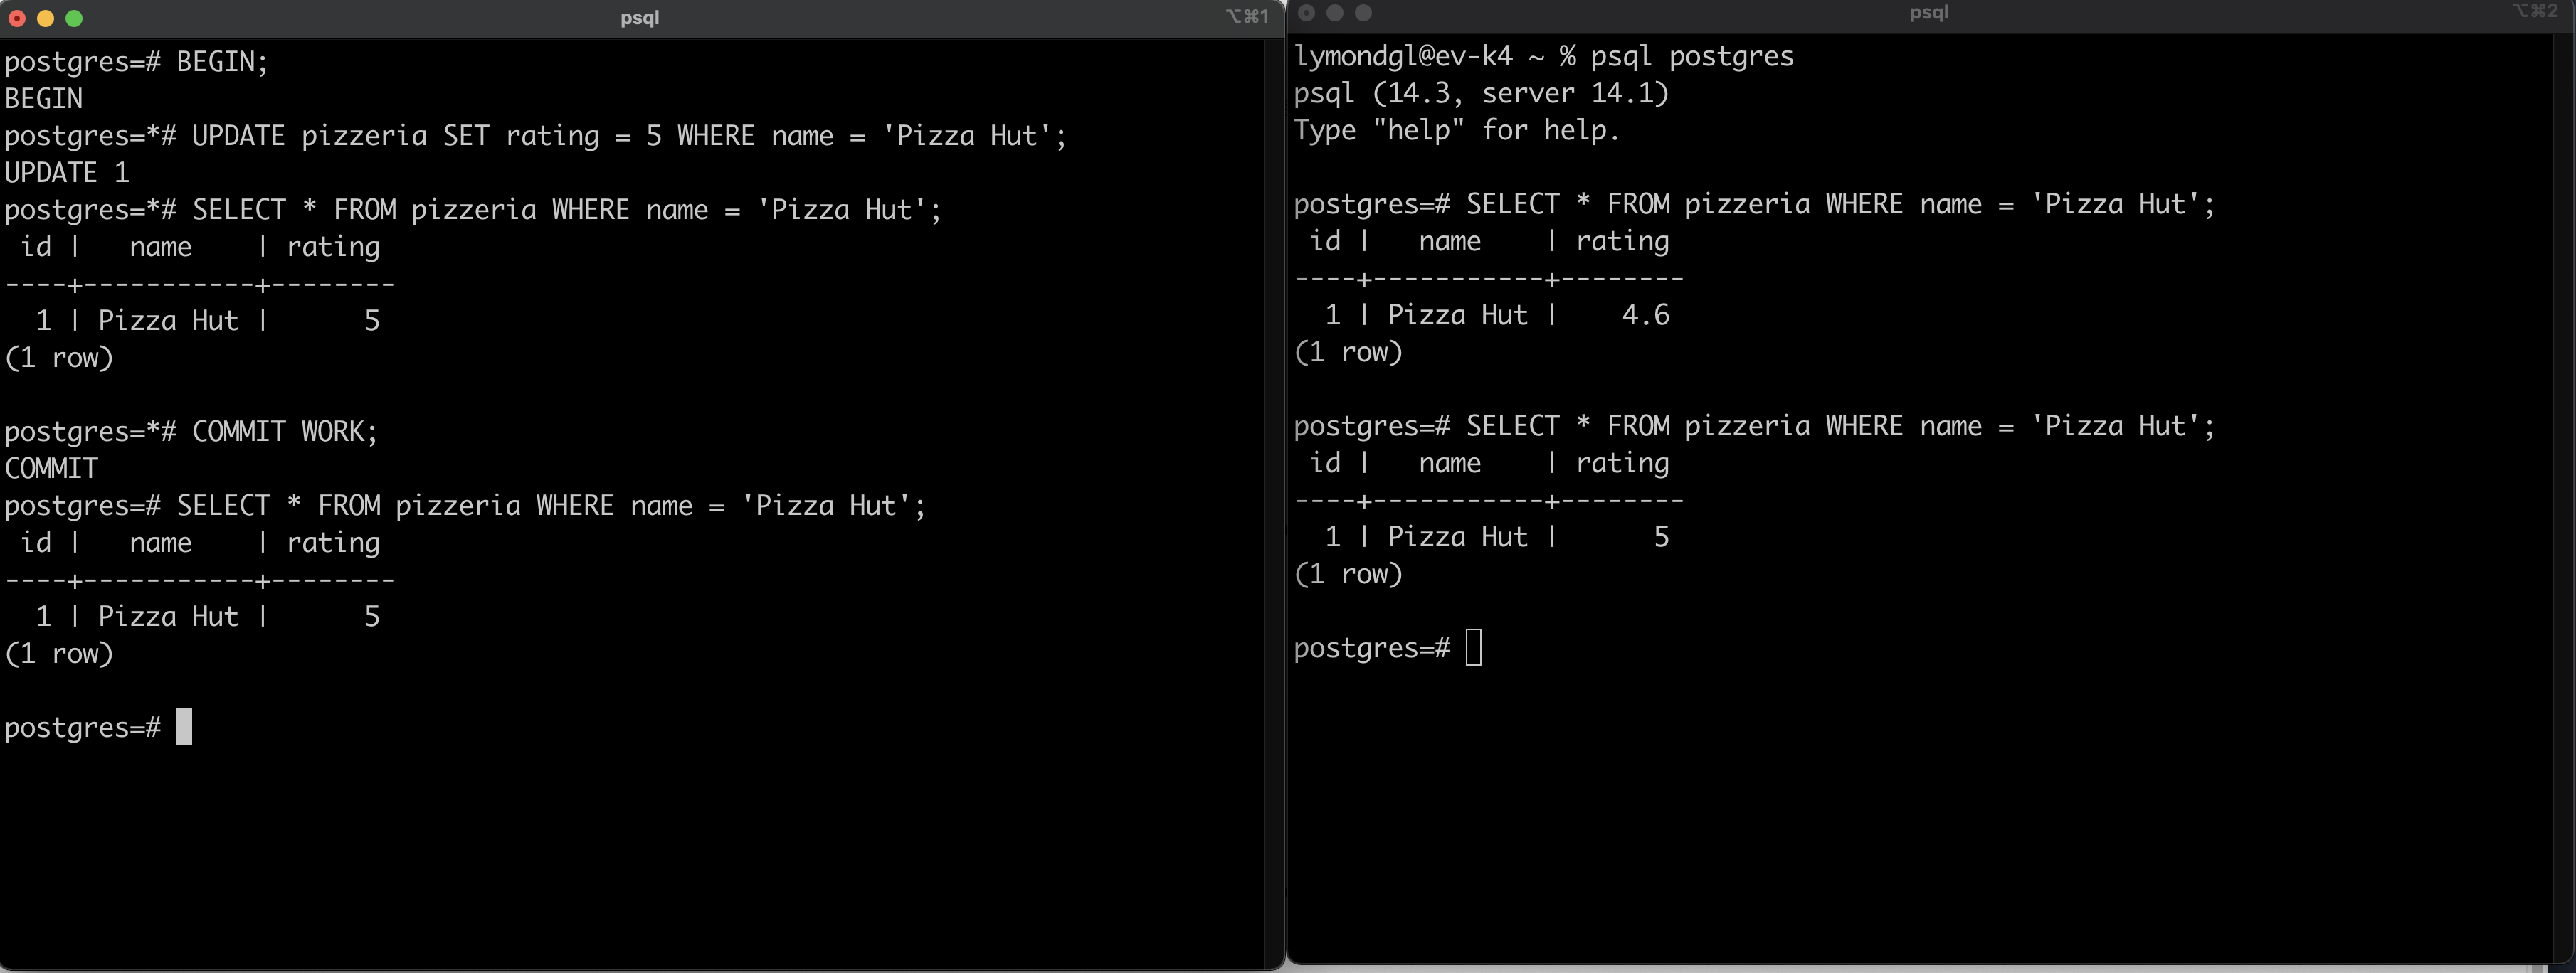 psql
⌥⌘1
postgres=# BEGIN;
BEGIN
postgres=*# UPDATE pizzeria SET rating = 5 WHERE name = 'Pizza Hut';
UPDATE 1
postgres=*# SELECT * FROM pizzeria WHERE name = 'Pizza Hut';
 id |   name    | rating
----+-----------+--------
  1 | Pizza Hut |      5
(1 row)
postgres=*# COMMIT WORK;
COMMIT
postgres=# SELECT * FROM pizzeria WHERE name = 'Pizza Hut';
 id |   name    | rating
----+-----------+--------
  1 | Pizza Hut |      5
(1 row)
postgres=#
psql
⌥⌘2
lymondgl@ev-k4 ~ % psql postgres
psql (14.3, server 14.1)
Type "help" for help.
postgres=# SELECT * FROM pizzeria WHERE name = 'Pizza Hut';
 id |   name    | rating
----+-----------+--------
  1 | Pizza Hut |    4.6
(1 row)
postgres=# SELECT * FROM pizzeria WHERE name = 'Pizza Hut';
 id |   name    | rating
----+-----------+--------
  1 | Pizza Hut |      5
(1 row)
postgres=#